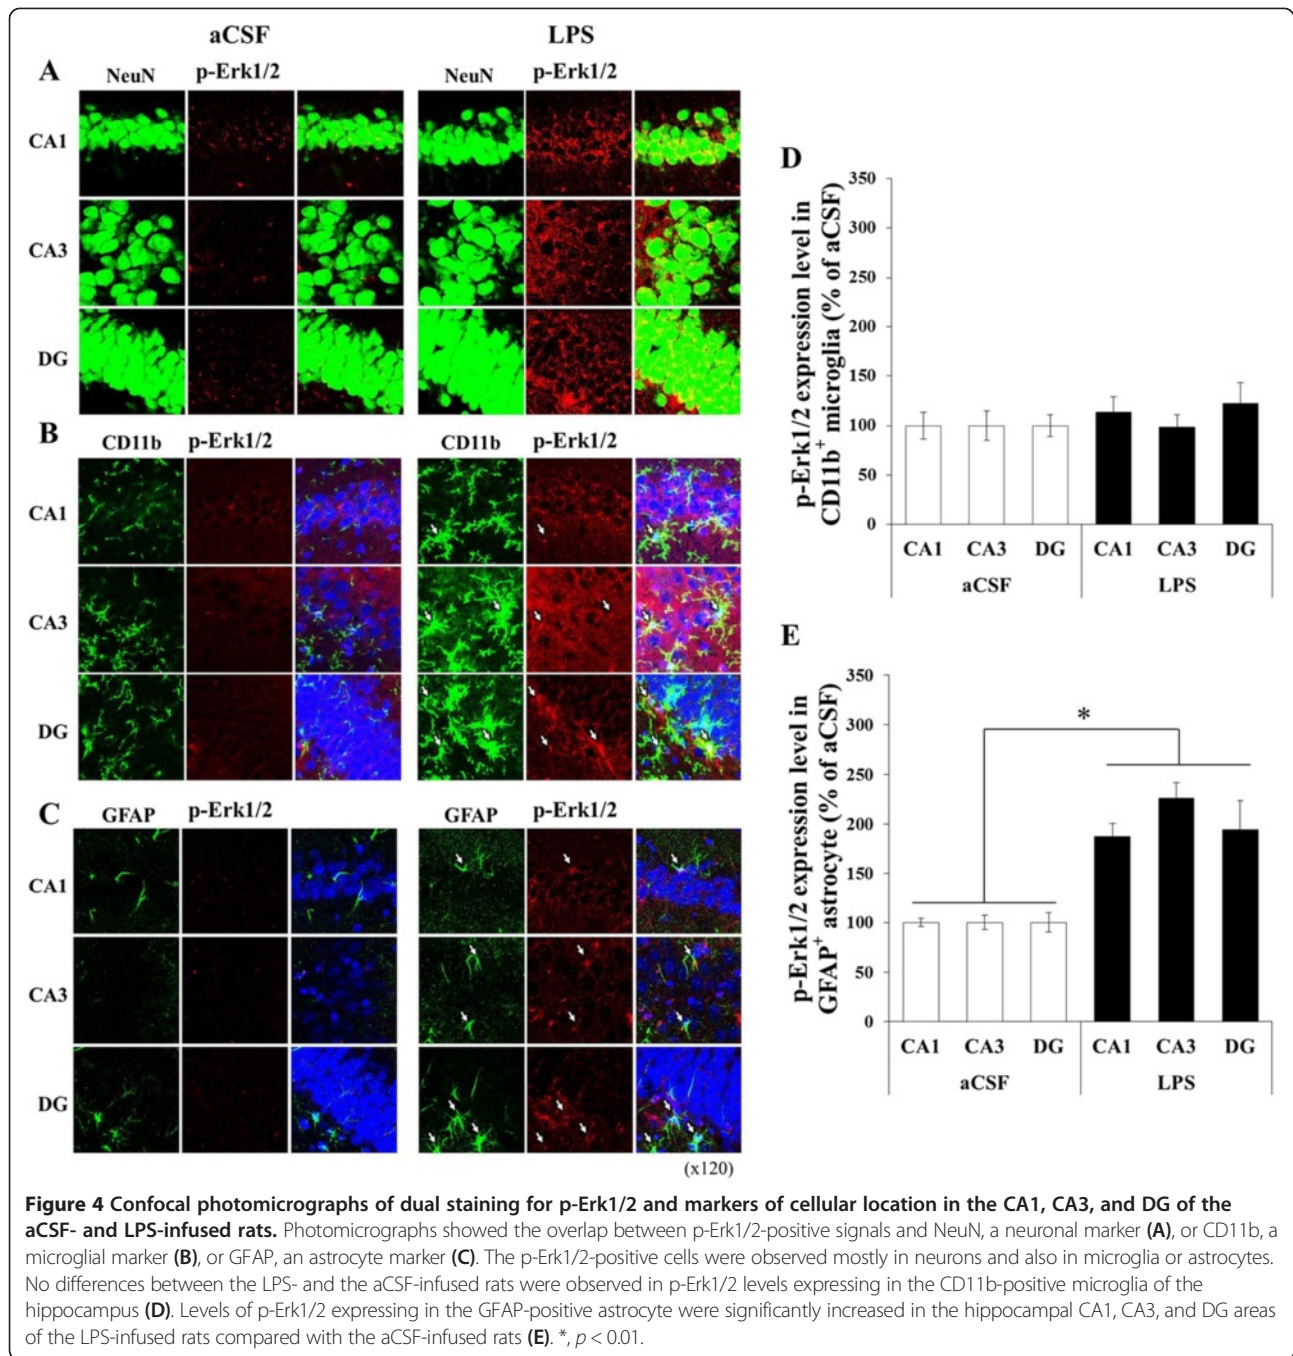 aCSF LPS
A NeuN p-Erk1/2 NeuN p-Erk1/2
CA1
CA3
DG
B CD11b p-Erk1/2 CD11b p-Erk1/2
CA1
CA3
DG
C GFAP p-Erk1/2 GFAP p-Erk1/2
CA1
CA3
DG
(x120)
D
p-Erk1/2 expression level in
CD11b+ microglia (% of aCSF)
350
300
250
200
150
100
50
0
CA1 CA3 DG CA1 CA3 DG
aCSF LPS
E
p-Erk1/2 expression level in
GFAP+ astrocyte (% of aCSF)
350
300
250
200
150
100
50
0
*
CA1 CA3 DG CA1 CA3 DG
aCSF LPS
Figure 4 Confocal photomicrographs of dual staining for p-Erk1/2 and markers of cellular location in the CA1, CA3, and DG of the
aCSF- and LPS-infused rats. Photomicrographs showed the overlap between p-Erk1/2-positive signals and NeuN, a neuronal marker (A), or CD11b, a
microglial marker (B), or GFAP, an astrocyte marker (C). The p-Erk1/2-positive cells were observed mostly in neurons and also in microglia or astrocytes.
No differences between the LPS- and the aCSF-infused rats were observed in p-Erk1/2 levels expressing in the CD11b-positive microglia of the
hippocampus (D). Levels of p-Erk1/2 expressing in the GFAP-positive astrocyte were significantly increased in the hippocampal CA1, CA3, and DG areas
of the LPS-infused rats compared with the aCSF-infused rats (E). *, p < 0.01.